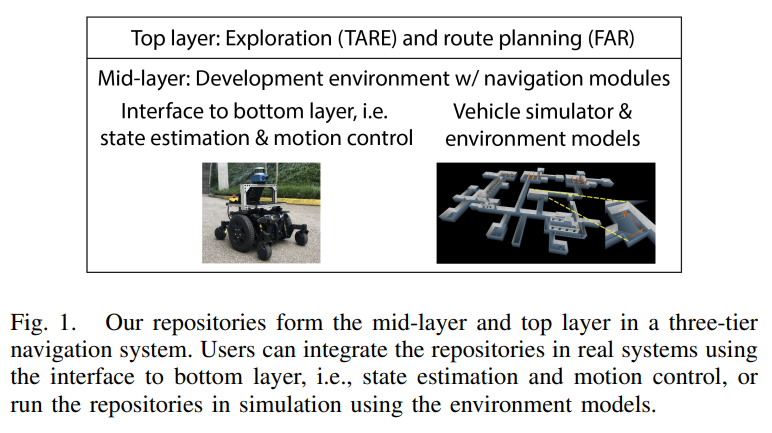 Top layer: Exploration (TARE) and route planning (FAR)
Mid-layer: Development environment w/ navigation modules
Interface to bottom layer, i.e.
state estimation & motion control
Vehicle simulator &
environment models
Fig. 1. Our repositories form the mid-layer and top layer in a three-tier
navigation system. Users can integrate the repositories in real systems using
the interface to bottom layer, i.e., state estimation and motion control, or
run the repositories in simulation using the environment models.